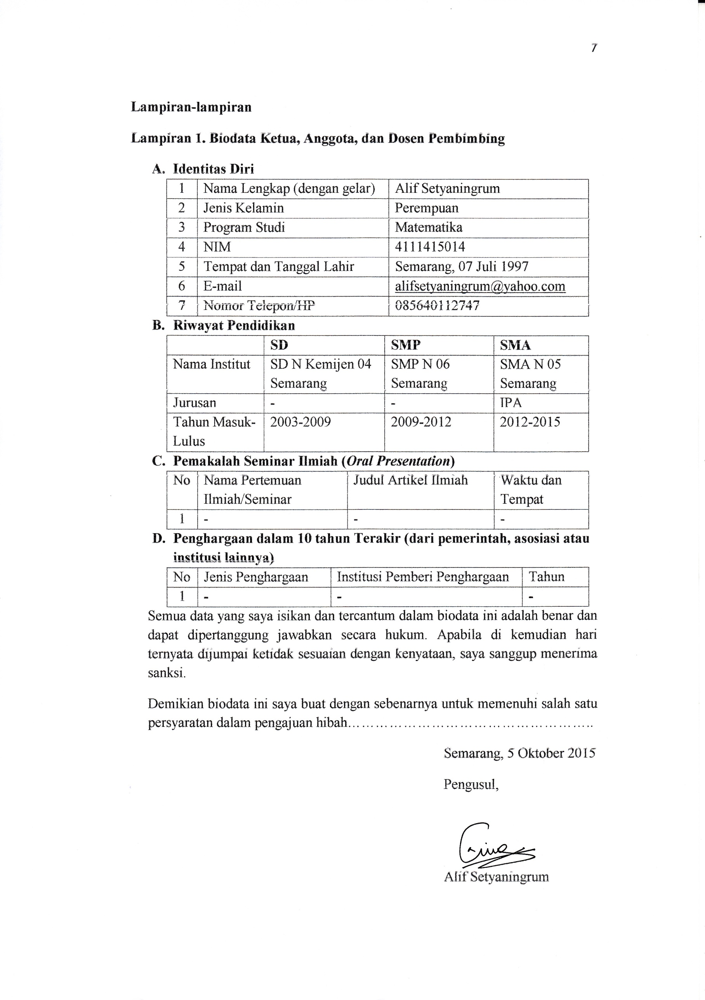 7
Lampiran-lampiran
Lampiran 1. Biodata Ketua, Anggota, dan Dosen Pembimbing
A. Identitas Diri
1 Nama Lengkap (dengan gelar) Alif Setyaningrum
2 Jenis Kelamin Perempuan
3 Program Studi Matematika
4 NIM 4111415014
5 Tempat dan Tanggal Lahir Semarang, 07 Juli 1997
6 E-mail alifsetyaningrum@yahoo.com
7 Nomor Telepon/HP 085640112747
B. Riwayat Pendidikan
SD SMP SMA
Nama Institut SD N Kemijen 04 SMP N 06 SMA N 05
Semarang Semarang Semarang
Jurusan - - IPA
Tahun Masuk- 2003-2009 2009-2012 2012-2015
Lulus
C. Pemakalah Seminar Ilmiah (Oral Presentation)
No Nama Pertemuan Judul Artikel Ilmiah Waktu dan
Ilmiah/Seminar Tempat
1 - - -
D. Penghargaan dalam 10 tahun Terakir (dari pemerintah, asosiasi atau
institusi lainnya)
No Jenis Penghargaan Institusi Pemberi Penghargaan Tahun
1 - - -
Semua data yang saya isikan dan tercantum dalam biodata ini adalah benar dan
dapat dipertanggung jawabkan secara hukum. Apabila di kemudian hari
ternyata dijumpai ketidak sesuaian dengan kenyataan, saya sanggup menerima
sanksi.
Demikian biodata ini saya buat dengan sebenarnya untuk memenuhi salah satu
persyaratan dalam pengajuan hibah......................................................
Semarang, 5 Oktober 2015
Pengusul,
Alif Setyaningrum